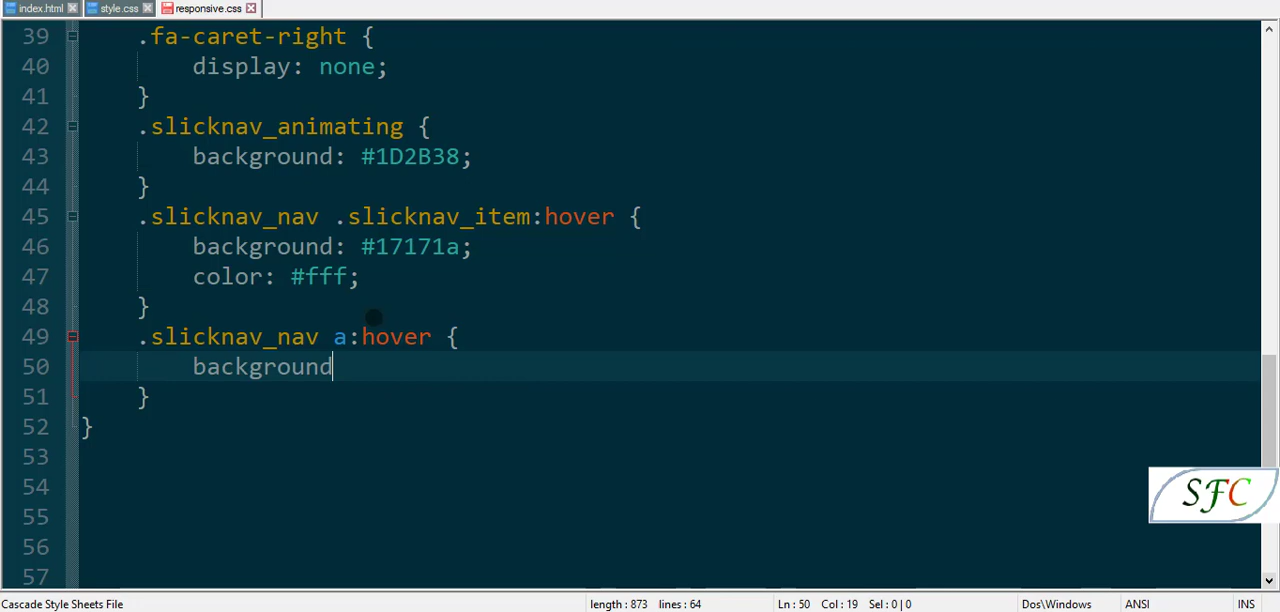 index.html style.css responsive.css
39 .fa-caret-right {
40 display: none;
41 }
42 .slicknav_animating {
43 background: #1D2B38;
44 }
45 .slicknav_nav .slicknav_item:hover {
46 background: #17171a;
47 color: #fff;
48 }
49 .slicknav_nav a:hover {
50 background
51 }
52 }
53
54
55
56
57
SFC
Cascade Style Sheets File length : 873 lines : 64 Ln : 50 Col : 19 Sel : 0 | 0 Dos\Windows ANSI INS